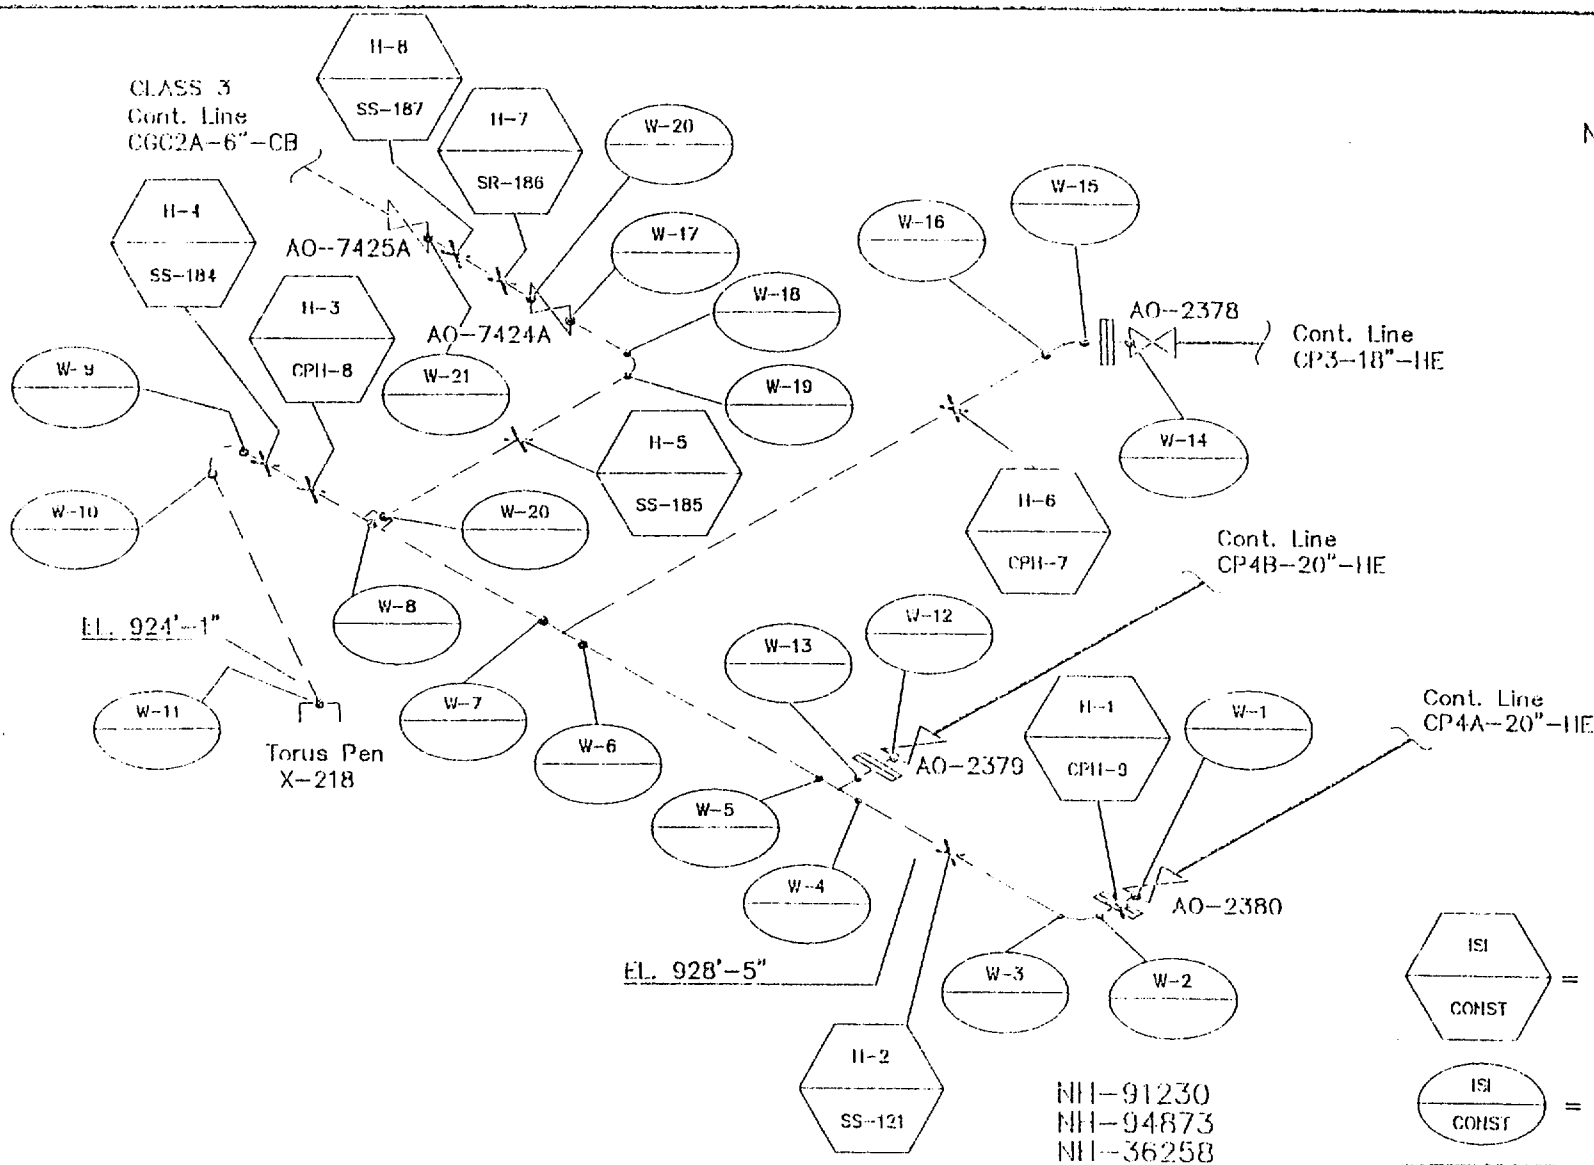 H-8
SS-187
CLASS 3
Cont. Line
CGC2A-6"-CB
H-7
SR-186
W-20
N
H-4
SS-184
AO-7425A
W-17
W-16
W-15
H-3
CPH-8
AO-7424A
W-18
AO-2378
Cont. Line
CP3-18"-HE
W-9
W-21
W-19
H-5
SS-185
W-14
W-10
W-20
H-6
CPH-7
Cont. Line
CP4B-20"-HE
W-8
EL. 924'-1"
W-13
W-12
W-11
W-7
W-6
H-1
CPH-9
W-1
Cont. Line
CP4A-20"-HE
Torus Pen
X-218
AO-2379
W-5
W-4
AO-2380
EL. 928'-5"
W-3
W-2
ISI
CONST
=
H-2
SS-121
NH-91230
NH-94873
NH-36258
ISI
CONST
=